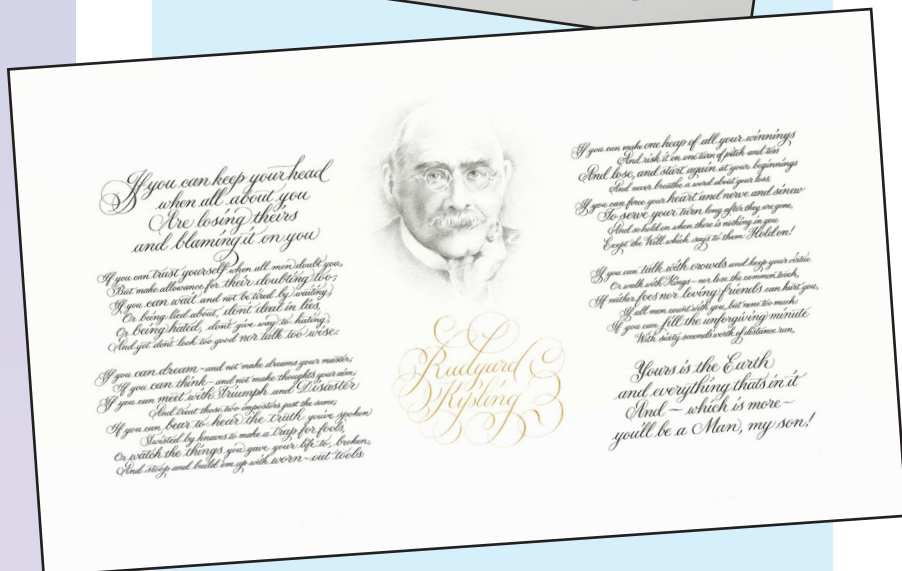 If you can keep your head
when all about you
Are losing theirs
and blaming it on you
If you can trust yourself when all men doubt you,
But make allowance for their doubting too;
If you can wait and not be tired by waiting,
Or being lied about, don't deal in lies,
Or being hated, don't give way to hating,
And yet don't look too good nor talk too wise:
If you can dream - and not make dreams your master;
If you can think - and not make thoughts your aim;
If you can meet with Triumph and Disaster
And treat those two impostors just the same;
If you can bear to hear the truth you've spoken
Twisted by knaves to make a trap for fools,
Or watch the things you gave your life to, broken,
And stoop and build 'em up with worn-out tools
Rudyard
Kipling
If you can make one heap of all your winnings
And risk it on one turn of pitch and toss
And lose, and start again at your beginnings
And never breathe a word about your loss,
If you can force your heart and nerve and sinew
To serve your turn long after they are gone,
And so hold on when there is nothing in you
Except the Will which says to them: Hold on!
If you can talk with crowds and keep your virtue
Or walk with Kings - nor lose the common touch,
If neither foes nor loving friends can hurt you,
If all men count with you, but none too much
If you can fill the unforgiving minute
With sixty seconds worth of distance run,
Yours is the Earth
and everything that's in it
And - which is more -
you'll be a Man, my son!